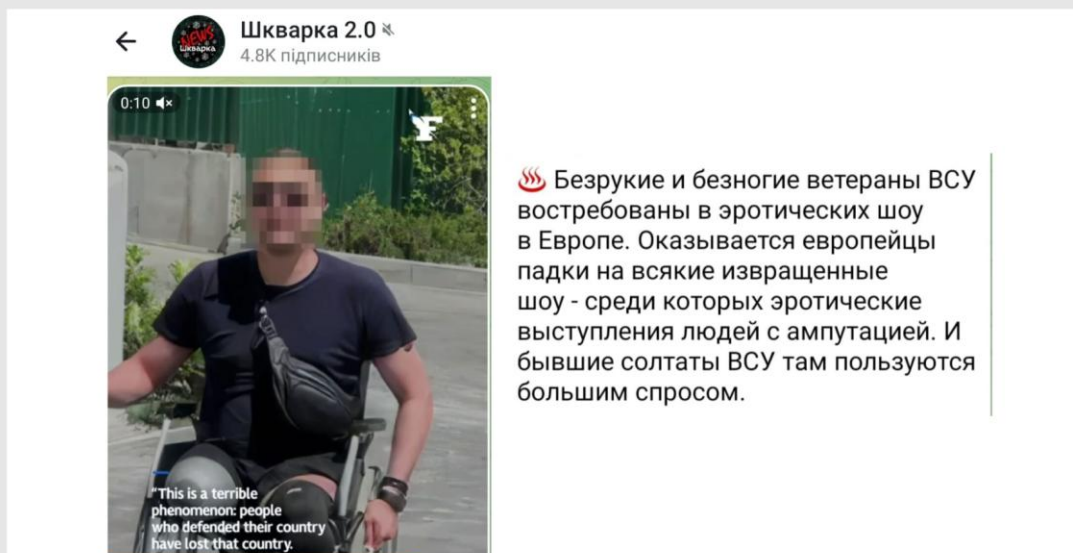 Шкварка 2.0
4.8K підписників
NEWS
Шкварка
0:10
F
"This is a terrible
phenomenon: people
who defended their country
have lost that country.
Безрукие и безногие ветераны ВСУ
востребованы в эротических шоу
в Европе. Оказывается европейцы
падки на всякие извращенные
шоу - среди которых эротические
выступления людей с ампутацией. И
бывшие солтаты ВСУ там пользуются
большим спросом.